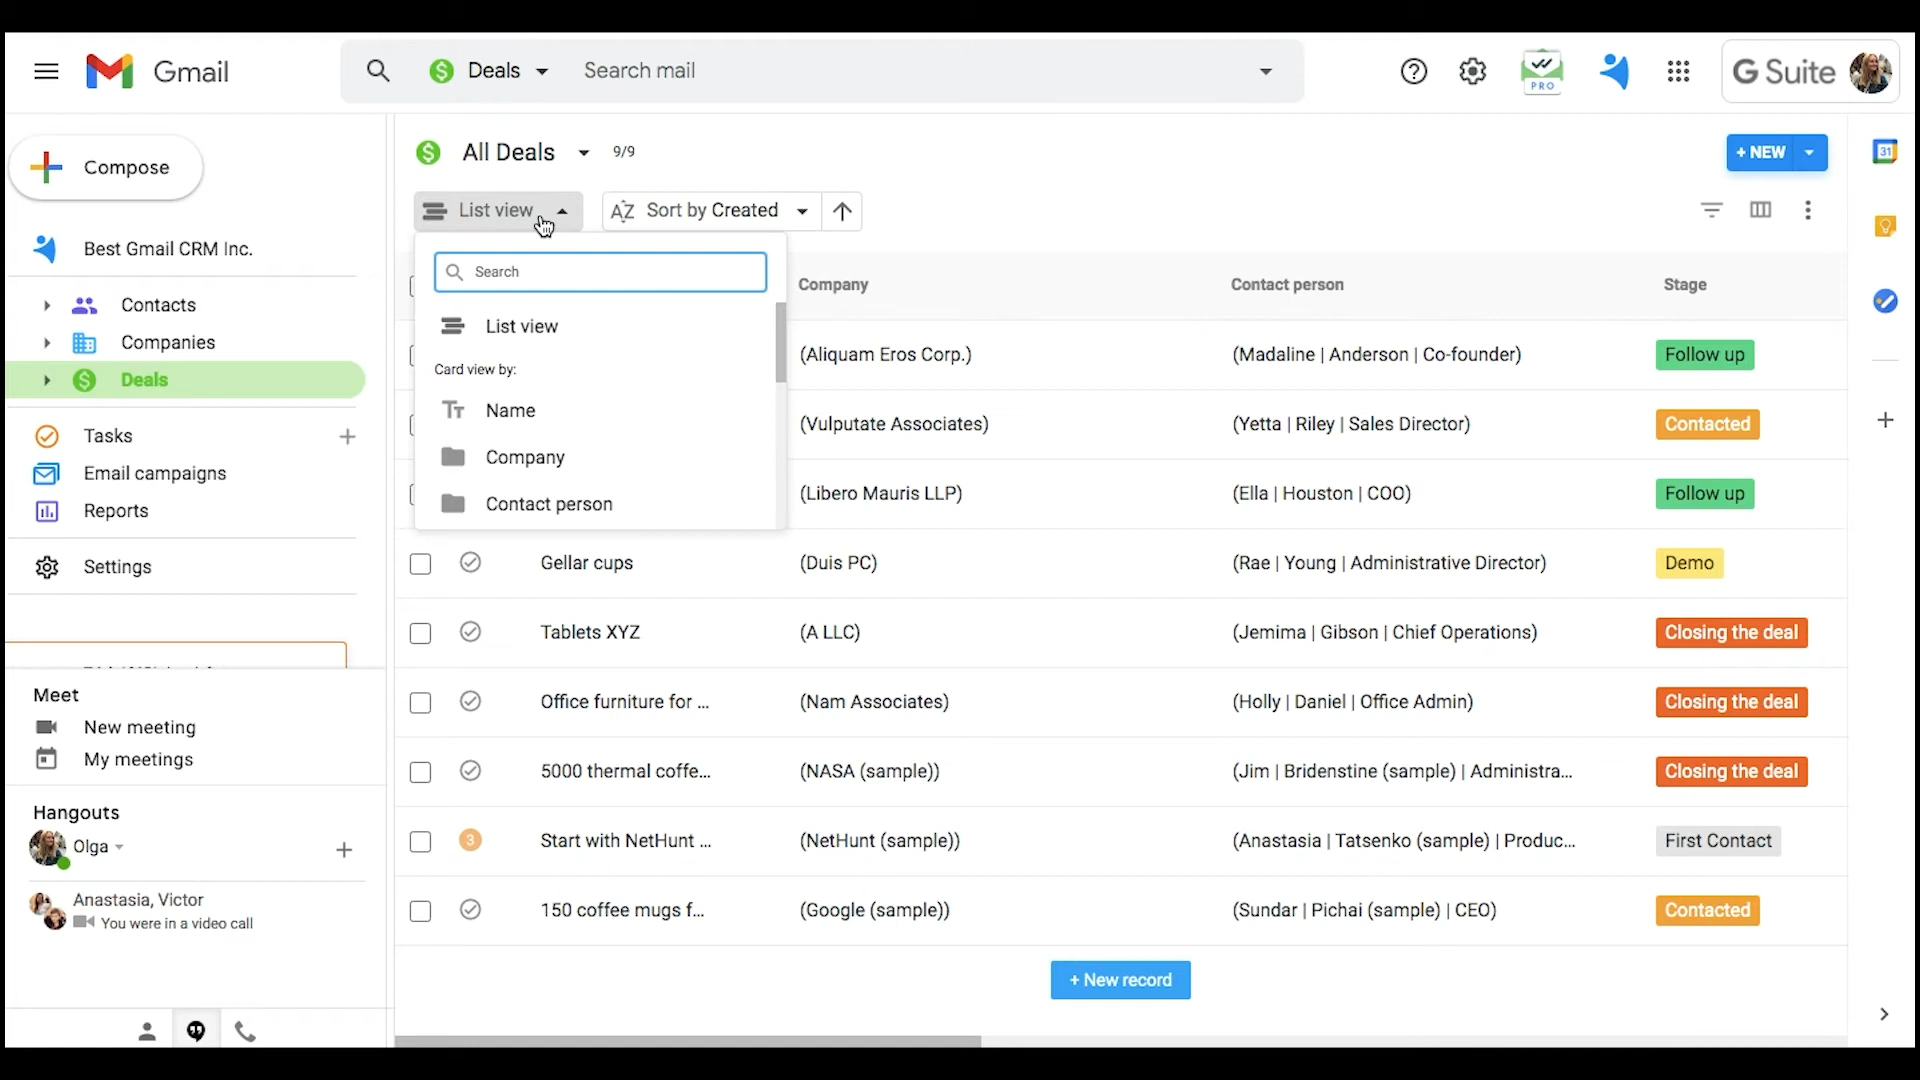 Gmail
Deals
Search mail
PRO
G Suite
Compose
Best Gmail CRM Inc.
Contacts
Companies
Deals
Tasks
Email campaigns
Reports
Settings
Meet
New meeting
My meetings
Hangouts
Olga
Anastasia, Victor
You were in a video call
All Deals
9/9
+ NEW
List view
Sort by Created
Search
List view
Card view by:
Name
Company
Contact person
Company
Contact person
Stage
(Aliquam Eros Corp.)
(Madaline | Anderson | Co-founder)
Follow up
(Vulputate Associates)
(Yetta | Riley | Sales Director)
Contacted
(Libero Mauris LLP)
(Ella | Houston | COO)
Follow up
Gellar cups
(Duis PC)
(Rae | Young | Administrative Director)
Demo
Tablets XYZ
(A LLC)
(Jemima | Gibson | Chief Operations)
Closing the deal
Office furniture for ...
(Nam Associates)
(Holly | Daniel | Office Admin)
Closing the deal
5000 thermal coffe...
(NASA (sample))
(Jim | Bridenstine (sample) | Administra...
Closing the deal
3
Start with NetHunt ...
(NetHunt (sample))
(Anastasia | Tatsenko (sample) | Produc...
First Contact
150 coffee mugs f...
(Google (sample))
(Sundar | Pichai (sample) | CEO)
Contacted
+ New record
31